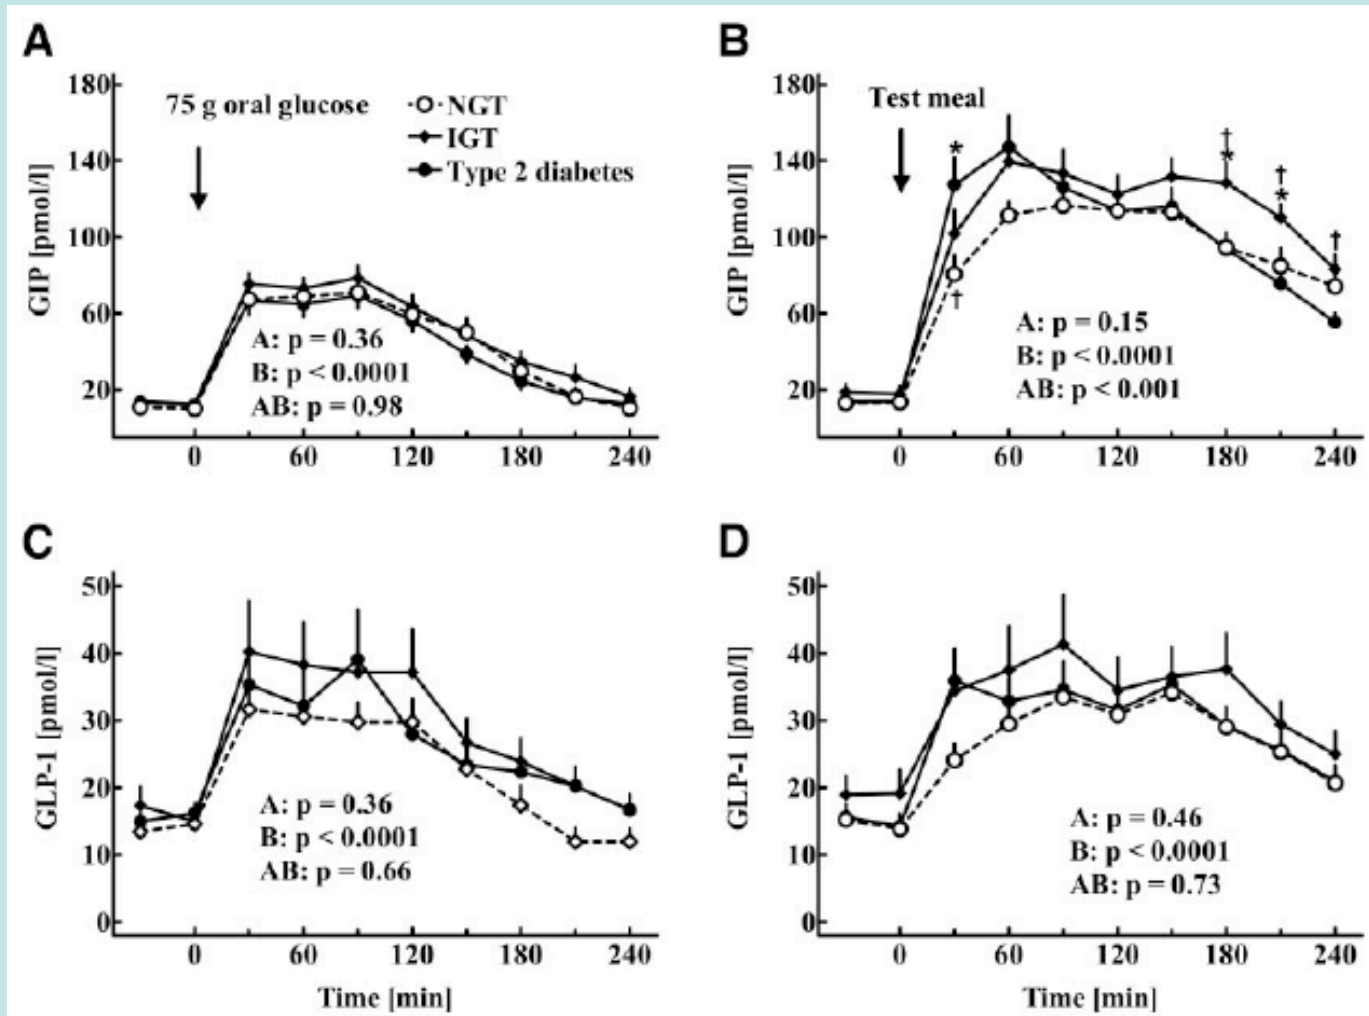 A
GIP [pmol/l]
180
140
100
60
20
75 g oral glucose
NGT
IGT
Type 2 diabetes
A: p = 0.36
B: p < 0.0001
AB: p = 0.98
0 60 120 180 240
B
GIP [pmol/l]
180
140
100
60
20
Test meal
*
†
†
*
†
*
†
A: p = 0.15
B: p < 0.0001
AB: p < 0.001
0 60 120 180 240
C
GLP-1 [pmol/l]
50
40
30
20
10
0
A: p = 0.36
B: p < 0.0001
AB: p = 0.66
0 60 120 180 240
Time [min]
D
GLP-1 [pmol/l]
50
40
30
20
10
0
A: p = 0.46
B: p < 0.0001
AB: p = 0.73
0 60 120 180 240
Time [min]